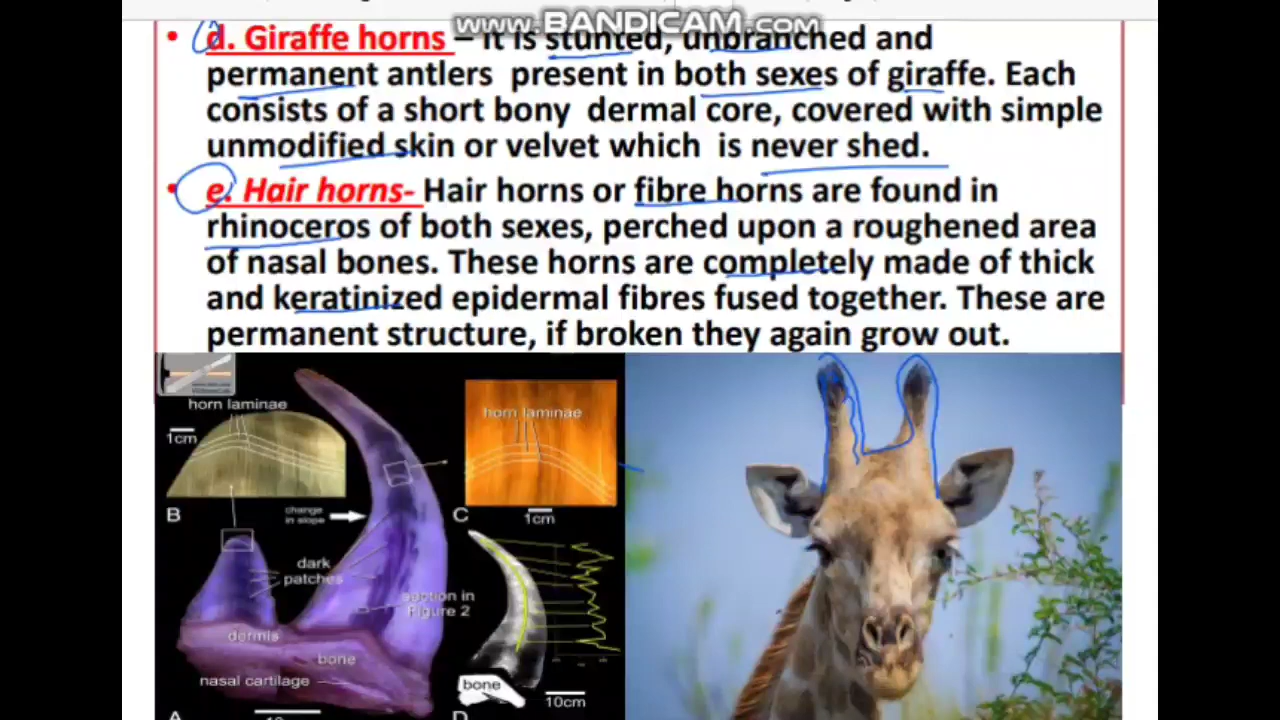 www.BANDICAM.com
• d. Giraffe horns – It is stunted, unbranched and
permanent antlers present in both sexes of giraffe. Each
consists of a short bony dermal core, covered with simple
unmodified skin or velvet which is never shed.
• e. Hair horns- Hair horns or fibre horns are found in
rhinoceros of both sexes, perched upon a roughened area
of nasal bones. These horns are completely made of thick
and keratinized epidermal fibres fused together. These are
permanent structure, if broken they again grow out.
horn laminae
1cm
B
horn laminae
C
1cm
change
in slope
dark
patches
section in
Figure 2
dermis
bone
nasal cartilage
A
bone
D
10cm